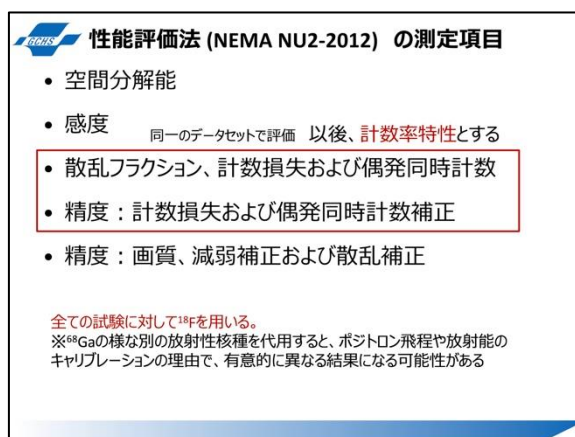 GCHS 性能評価法 (NEMA NU2-2012) の測定項目
• 空間分解能
• 感度 同一のデータセットで評価 以後、計数率特性とする
• 散乱フラクション、計数損失および偶発同時計数
• 精度：計数損失および偶発同時計数補正
• 精度：画質、減弱補正および散乱補正
全ての試験に対して¹⁸Fを用いる。
※⁶⁸Gaの様な別の放射性核種を代用すると、ポジトロン飛程や放射能の
キャリブレーションの理由で、有意的に異なる結果になる可能性がある